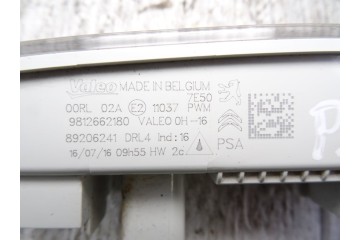 Valeo MADE IN BELGIUM
7E50
00RL 02A E2 11037 PWM
9812662180 VALEO OH-16
89206241 DRL4 ind:16
16/07/16 09h55 HW 2c
PSA
P